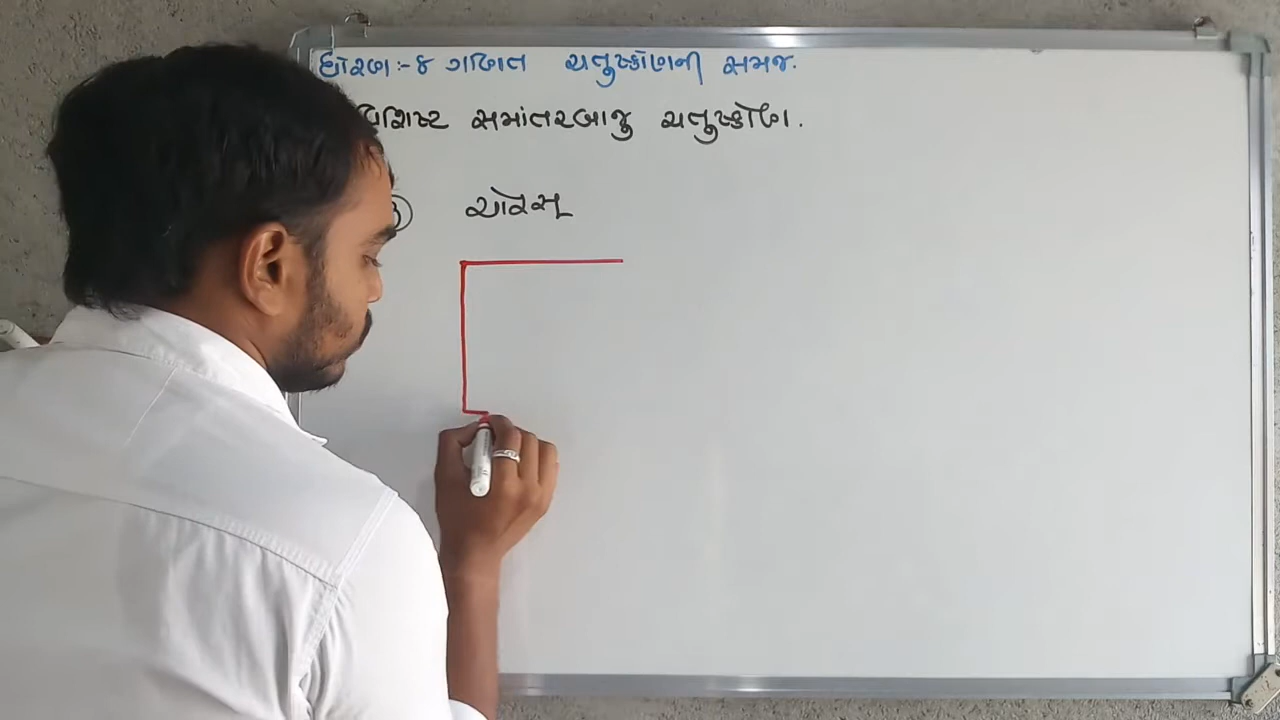 ધોરણ :- ૮ ગણિત ચતુષ્કોણની સમજ.
વિશિષ્ટ સમાંતરબાજુ ચતુષ્કોણ.
ચોરસ